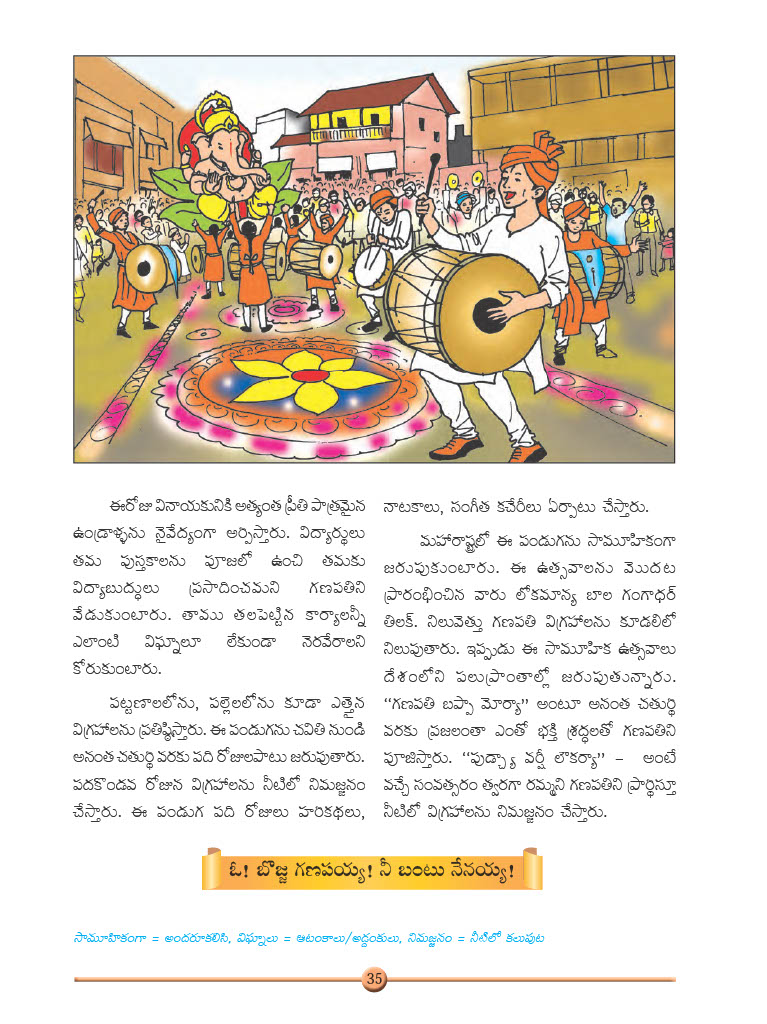 ఈరోజు వినాయకునికి అత్యంత ప్రీతి పాత్రమైన
ఉండ్రాళ్ళను నైవేద్యంగా అర్పిస్తారు. విద్యార్థులు
తమ పుస్తకాలను పూజలో ఉంచి తమకు
విద్యాబుద్ధులు ప్రసాదించమని గణపతిని
వేడుకుంటారు. తాము తలపెట్టిన కార్యాలన్నీ
ఎలాంటి విఘ్నాలూ లేకుండా నెరవేరాలని
కోరుకుంటారు.
పట్టణాలలోను, పల్లెలలోను కూడా ఎత్తైన
విగ్రహాలను ప్రతిష్ఠిస్తారు. ఈ పండుగను చవితి నుండి
అనంత చతుర్థి వరకు పది రోజులపాటు జరుపుతారు.
పదకొండవ రోజున విగ్రహాలను నీటిలో నిమజ్జనం
చేస్తారు. ఈ పండుగ పది రోజులు హరికథలు,
నాటకాలు, సంగీత కచేరీలు ఏర్పాటు చేస్తారు.
మహారాష్ట్రలో ఈ పండుగను సామూహికంగా
జరుపుకుంటారు. ఈ ఉత్సవాలను మొదట
ప్రారంభించిన వారు లోకమాన్య బాల గంగాధర్
తిలక్. నిలువెత్తు గణపతి విగ్రహాలను కూడలిలో
నిలుపుతారు. ఇప్పుడు ఈ సామూహిక ఉత్సవాలు
దేశంలోని పలుప్రాంతాల్లో జరుపుతున్నారు.
“గణపతి బప్పా మోర్యా” అంటూ అనంత చతుర్థి
వరకు ప్రజలంతా ఎంతో భక్తి శ్రద్ధలతో గణపతిని
పూజిస్తారు. “పుడ్చ్యా వర్షీ లౌకర్యా” – అంటే
వచ్చే సంవత్సరం త్వరగా రమ్మని గణపతిని ప్రార్థిస్తూ
నీటిలో విగ్రహాలను నిమజ్జనం చేస్తారు.
ఓ! బొజ్జ గణపయ్య! నీ బంటు నేనయ్య!
సామూహికంగా = అందరూకలిసి, విఘ్నాలు = ఆటంకాలు/అడ్డంకులు, నిమజ్జనం = నీటిలో కలుపుట
35